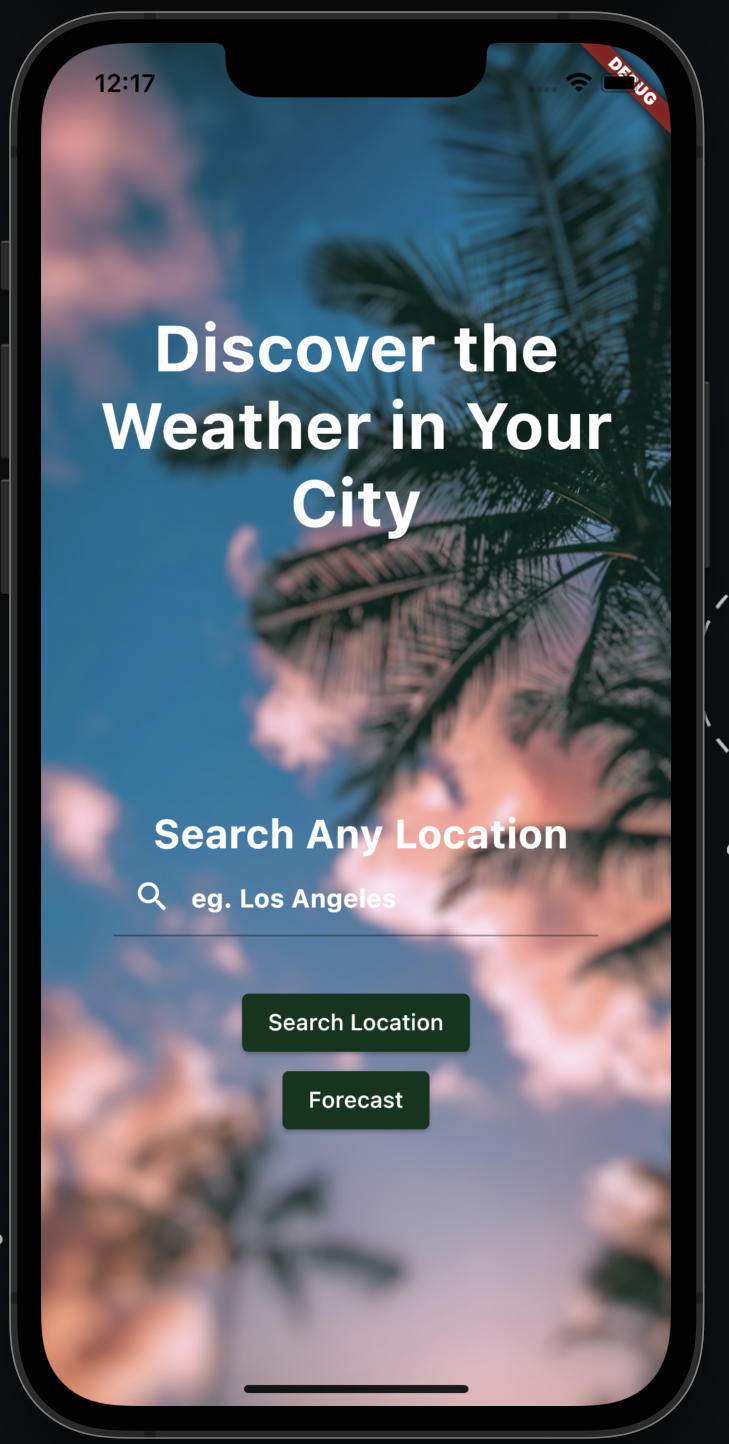 12:17
DEBUG
Discover the
Weather in Your
City
Search Any Location
eg. Los Angeles
Search Location
Forecast